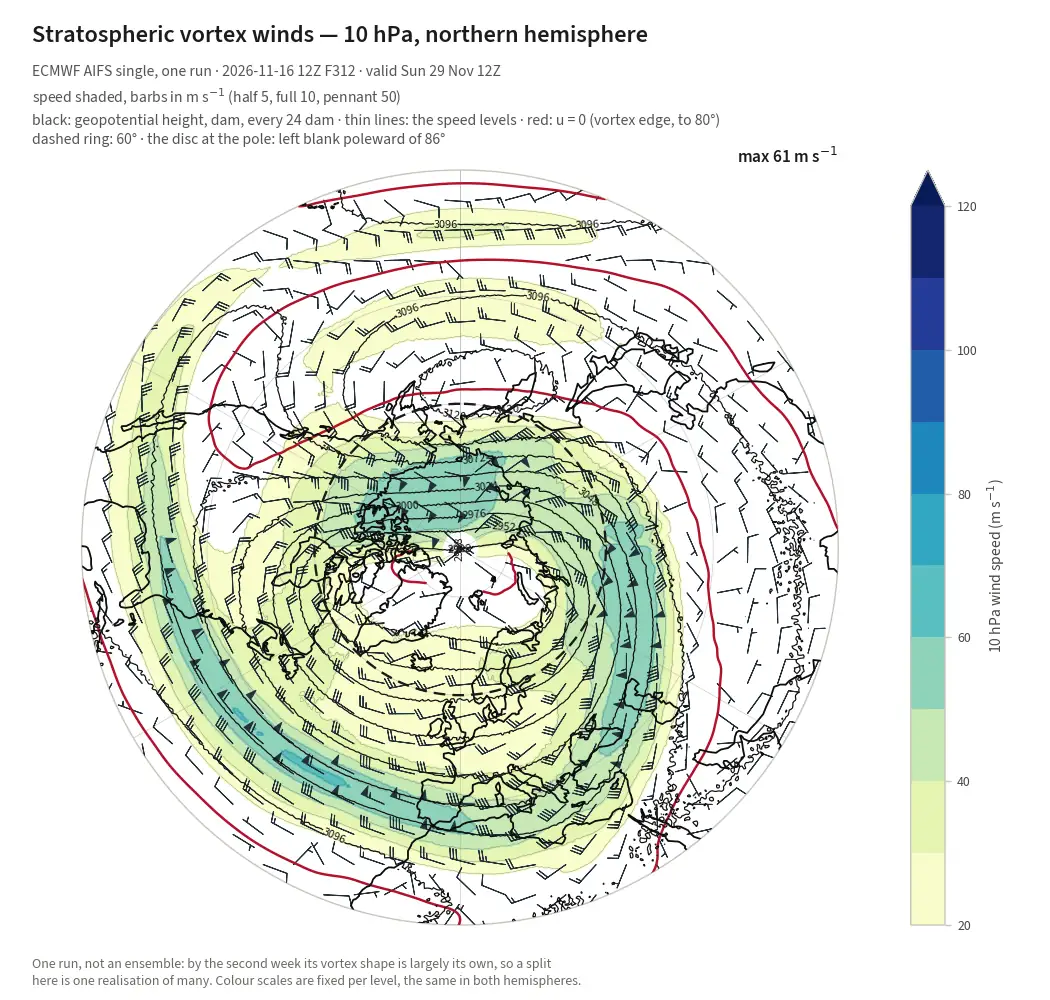 Stratospheric vortex winds — 10 hPa, northern hemisphere
ECMWF AIFS single, one run · 2026-11-16 12Z F312 · valid Sun 29 Nov 12Z
speed shaded, barbs in m s⁻¹ (half 5, full 10, pennant 50)
black: geopotential height, dam, every 24 dam · thin lines: the speed levels · red: u = 0 (vortex edge, to 80°)
dashed ring: 60° · the disc at the pole: left blank poleward of 86°
max 61 m s⁻¹
120
100
80
60
40
20
10 hPa wind speed (m s⁻¹)
3096
3096
3096
3096
3120
3072
3000
2976
2952
3096
One run, not an ensemble: by the second week its vortex shape is largely its own, so a split
here is one realisation of many. Colour scales are fixed per level, the same in both hemispheres.